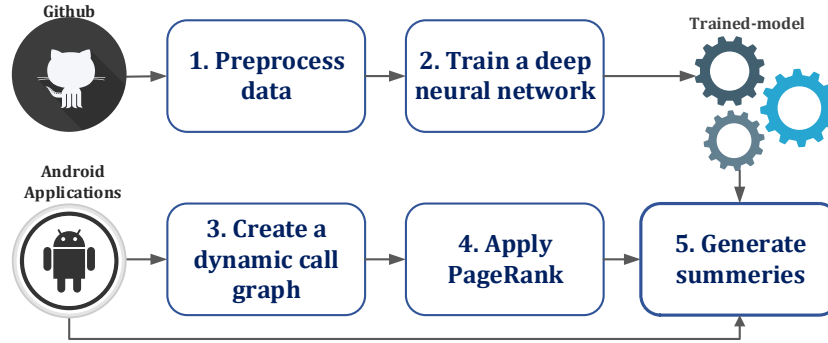 Github
1. Preprocess
data
2. Train a deep
neural network
Trained-model
Android
Applications
3. Create a
dynamic call
graph
4. Apply
PageRank
5. Generate
summeries